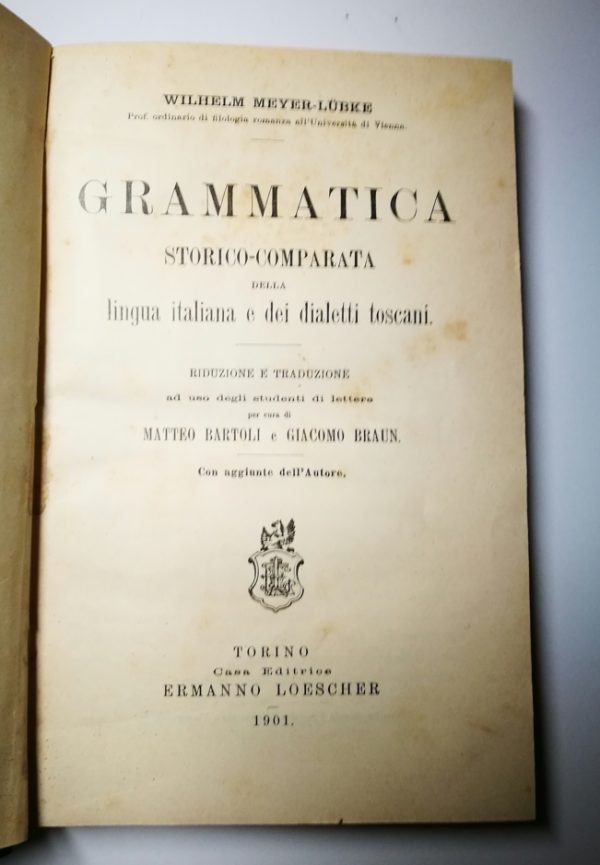 WILHELM MEYER-LÜBKE
Prof. ordinario di filologia romanza all'Università di Vienna.
GRAMMATICA
STORICO-COMPARATA
DELLA
lingua italiana e dei dialetti toscani.
RIDUZIONE E TRADUZIONE
ad uso degli studenti di lettere
per cura di
MATTEO BARTOLI e GIACOMO BRAUN.
Con aggiunte dell'Autore.
TORINO
Casa Editrice
ERMANNO LOESCHER
1901.